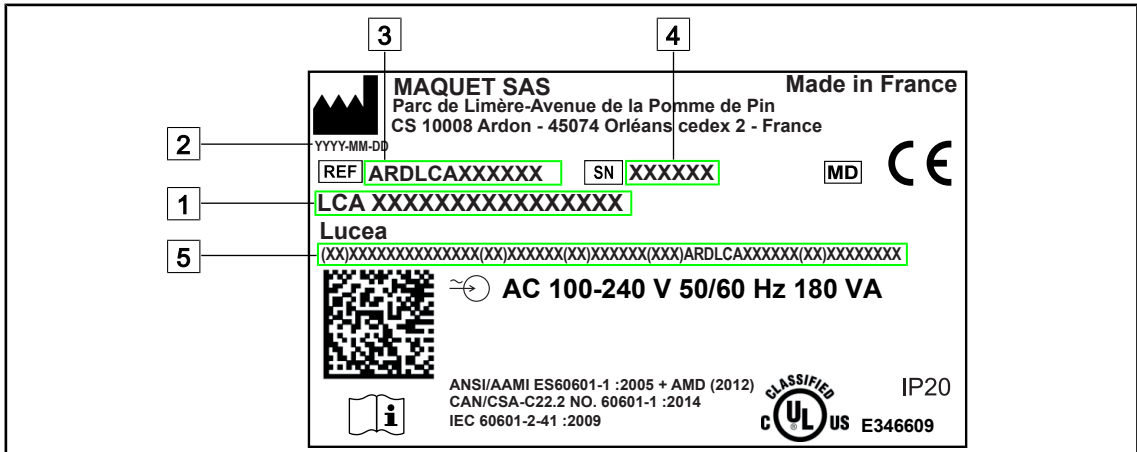 3 4
MAQUET SAS Made in France
Parc de Limère-Avenue de la Pomme de Pin
CS 10008 Ardon - 45074 Orléans cedex 2 - France
2 YYYY-MM-DD
REF ARDLCAXXXXXX SN XXXXXX MD CE
1 LCA XXXXXXXXXXXXXXXX
Lucea
5 (XX)XXXXXXXXXXXXXX(XX)XXXXXX(XX)XXXXXX(XXX)ARDLCAXXXXXX(XX)XXXXXXXX
AC 100-240 V 50/60 Hz 180 VA
ANSI/AAMI ES60601-1 :2005 + AMD (2012)
CAN/CSA-C22.2 NO. 60601-1 :2014
IEC 60601-2-41 :2009
i
CLASSIFIED
C UL ® US E346609
IP20